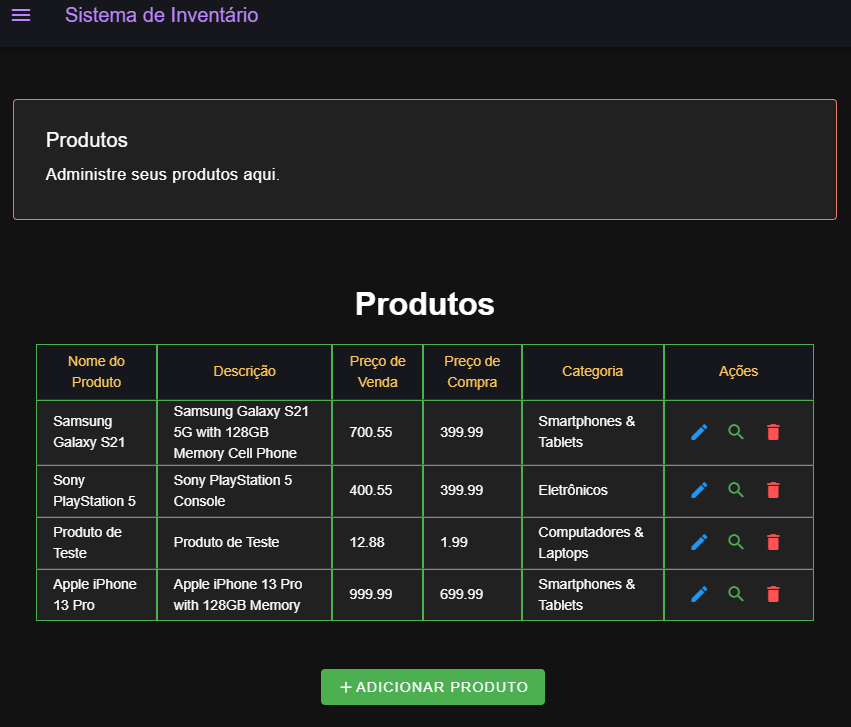 Sistema de Inventário
Produtos
Administre seus produtos aqui.
Produtos
Nome do
Produto
Descrição
Preço de
Venda
Preço de
Compra
Categoria
Ações
Samsung
Galaxy S21
Samsung Galaxy S21
5G with 128GB
Memory Cell Phone
700.55
399.99
Smartphones &
Tablets
Sony
PlayStation 5
Sony PlayStation 5
Console
400.55
399.99
Eletrônicos
Produto de
Teste
Produto de Teste
12.88
1.99
Computadores &
Laptops
Apple iPhone
13 Pro
Apple iPhone 13 Pro
with 128GB Memory
999.99
699.99
Smartphones &
Tablets
+ADICIONAR PRODUTO